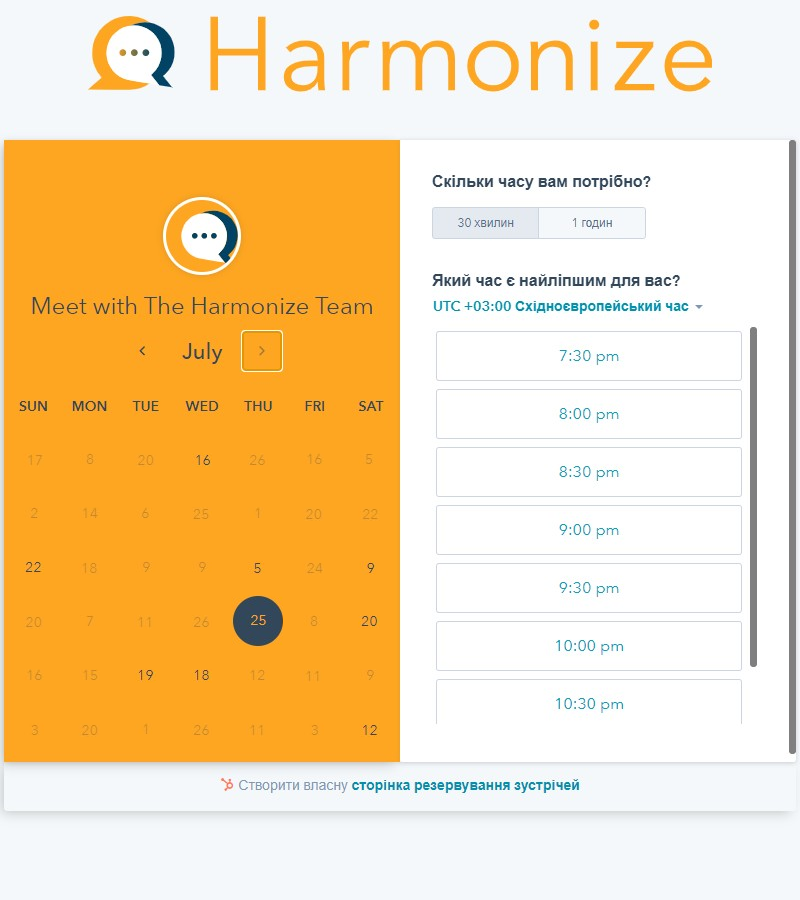 Harmonize
Meet with The Harmonize Team
July
SUN MON TUE WED THU FRI SAT
17 8 20 16 26 16 5
2 14 6 25 1 20 22
22 18 9 9 5 24 9
20 7 11 26 25 8 20
16 15 19 18 12 11 9
3 20 1 26 11 3 12
Скільки часу вам потрібно?
30 хвилин 1 годин
Який час є найліпшим для вас?
UTC +03:00 Східноєвропейський час
7:30 pm
8:00 pm
8:30 pm
9:00 pm
9:30 pm
10:00 pm
10:30 pm
Створити власну сторінка резервування зустрічей